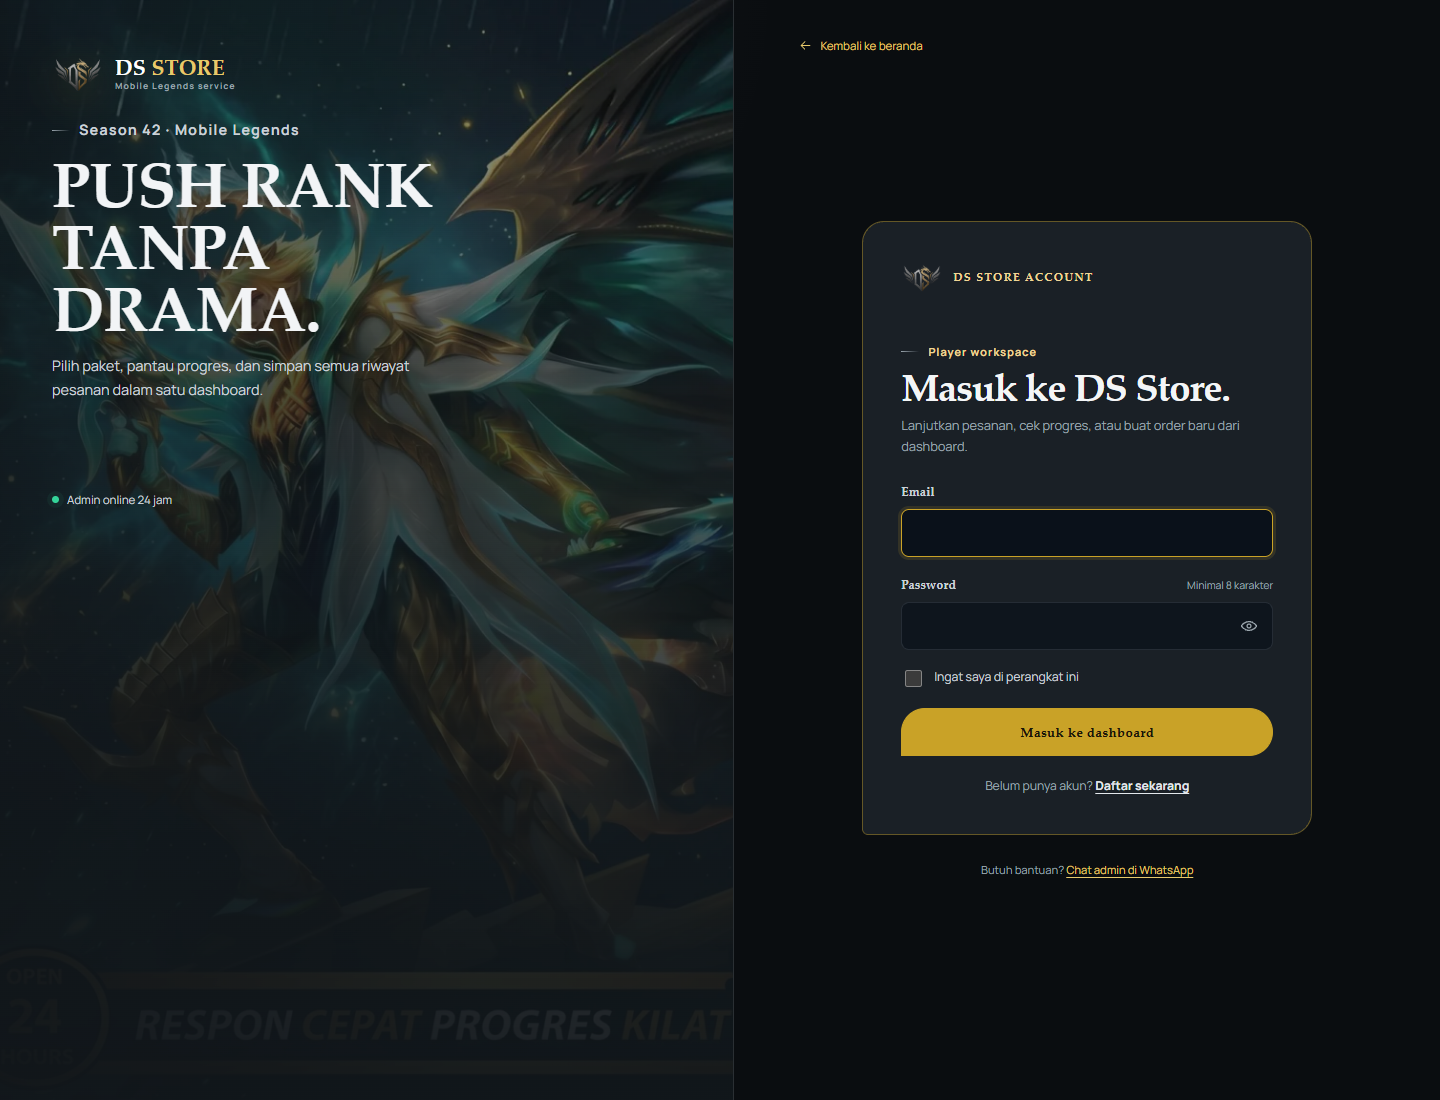 DS STORE
Mobile Legends service
Season 42 · Mobile Legends
PUSH RANK
TANPA
DRAMA.
Pilih paket, pantau progres, dan simpan semua riwayat
pesanan dalam satu dashboard.
Admin online 24 jam
OPEN
24
HOURS
RESPON CEPAT PROGRES KILAT
← Kembali ke beranda
DS STORE ACCOUNT
Player workspace
Masuk ke DS Store.
Lanjutkan pesanan, cek progres, atau buat order baru dari
dashboard.
Email
Password
Minimal 8 karakter
Ingat saya di perangkat ini
Masuk ke dashboard
Belum punya akun? Daftar sekarang
Butuh bantuan? Chat admin di WhatsApp